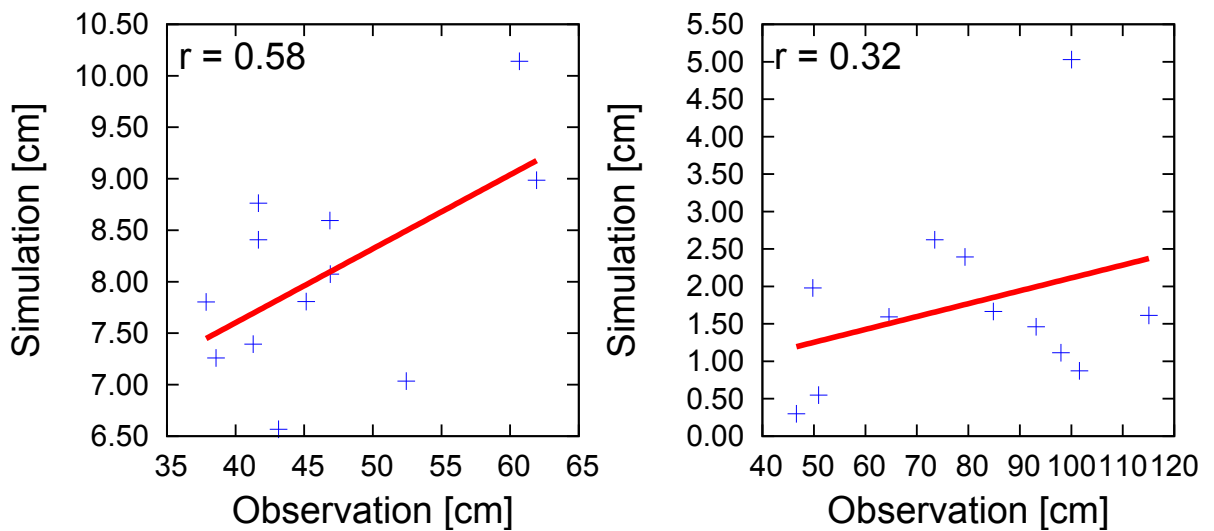 10.50
10.00
9.50
9.00
8.50
8.00
7.50
7.00
6.50
r = 0.58
Simulation [cm]
35 40 45 50 55 60 65
Observation [cm]
5.50
5.00
4.50
4.00
3.50
3.00
2.50
2.00
1.50
1.00
0.50
0.00
r = 0.32
Simulation [cm]
40 50 60 70 80 90 100 110 120
Observation [cm]